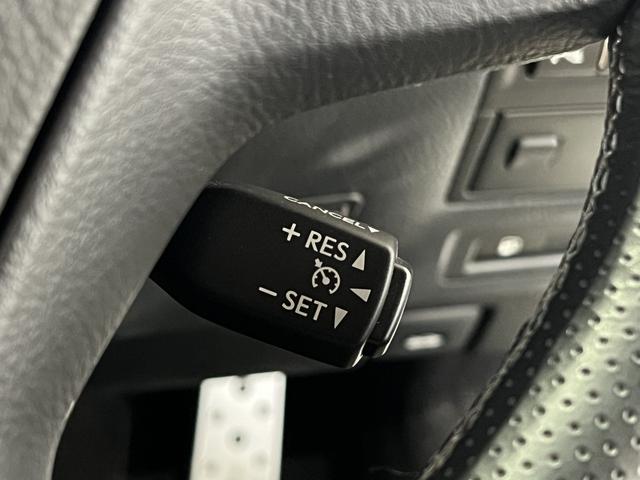 CANCEL▼
+ RES ▲
◀
− SET ▼